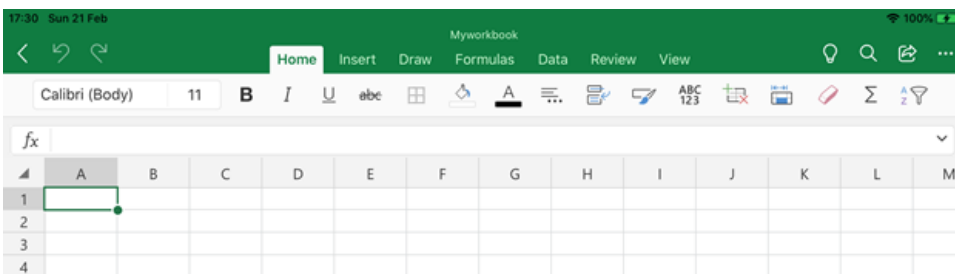 17:30 Sun 21 Feb 100%
Myworkbook
Home Insert Draw Formulas Data Review View
Calibri (Body) 11 B I U abc A ABC 123 Σ A Z
fx
A B C D E F G H I J K L M
1
2
3
4